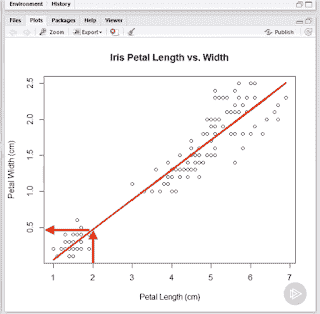 Environment History
Files Plots Packages Help Viewer
Zoom Export Publish
Iris Petal Length vs. Width
Petal Width (cm)
2.5
2.0
1.5
1.0
0.5
1 2 3 4 5 6 7
Petal Length (cm)